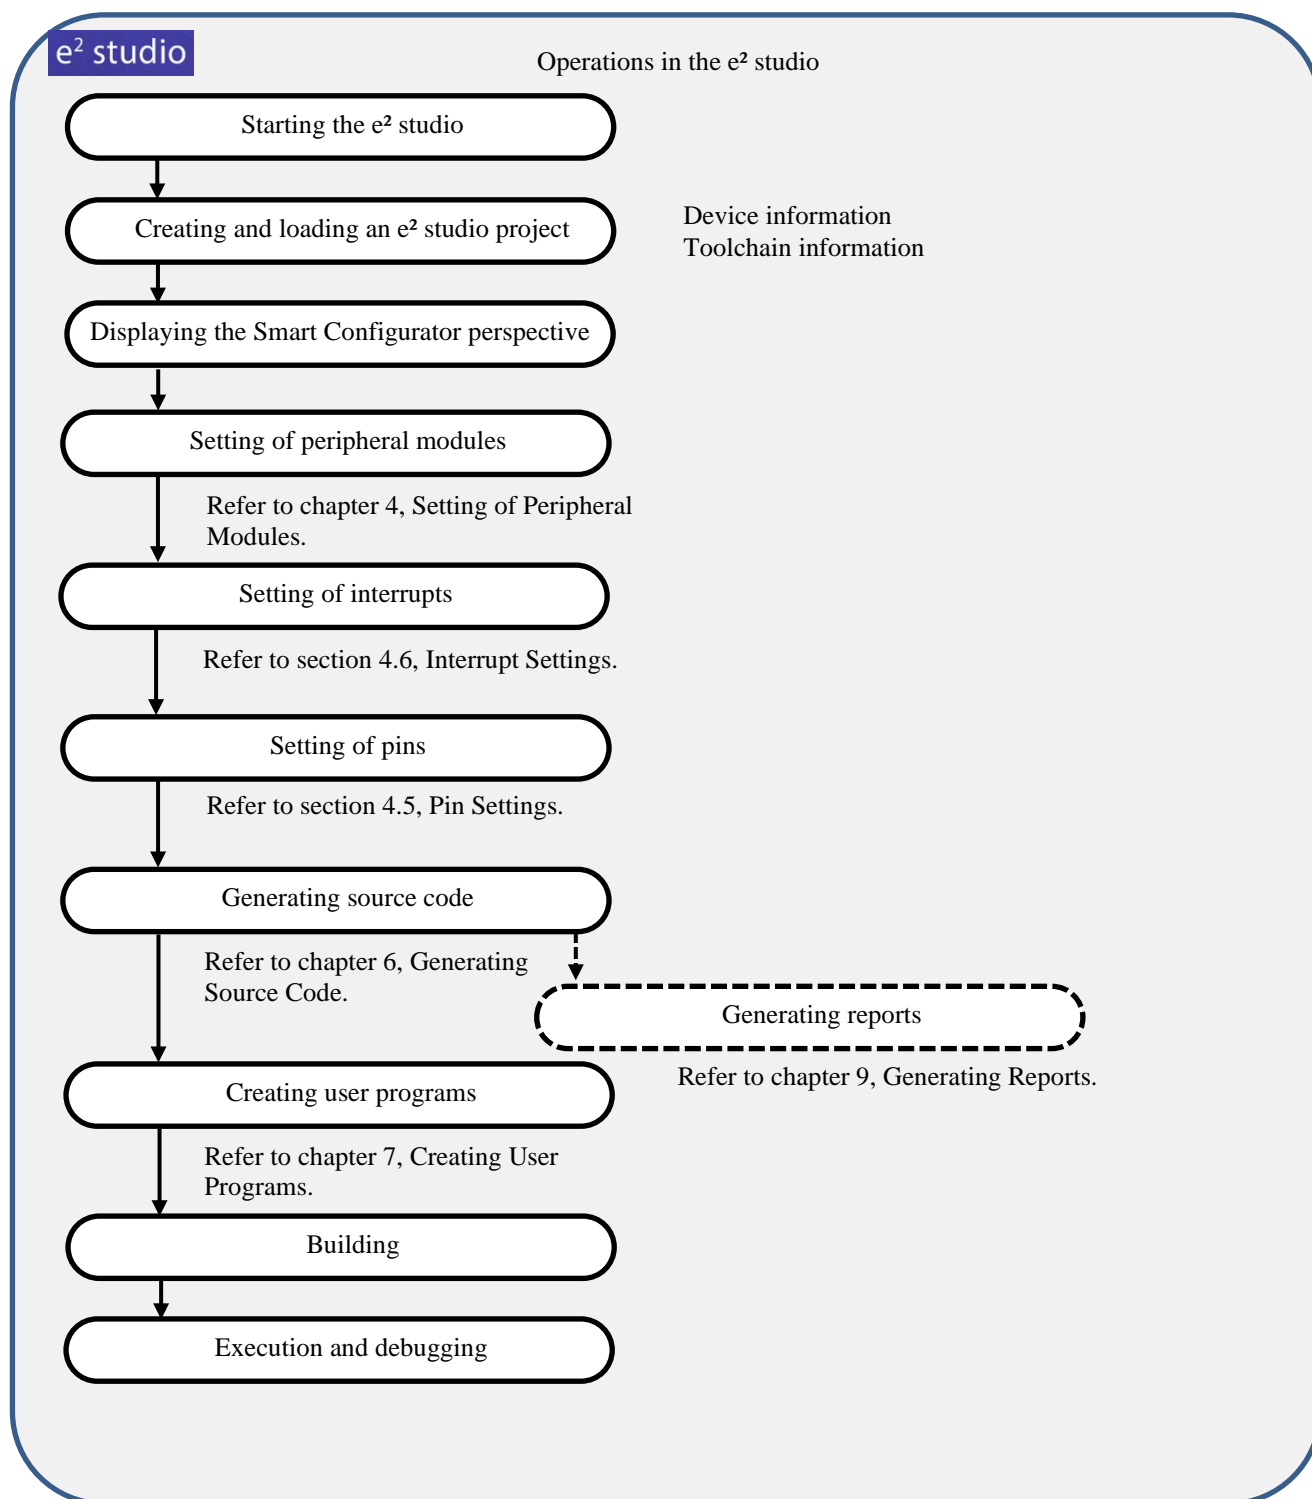 e² studio
Operations in the e² studio
Starting the e² studio
Creating and loading an e² studio project
Device information
Toolchain information
Displaying the Smart Configurator perspective
Setting of peripheral modules
Refer to chapter 4, Setting of Peripheral
Modules.
Setting of interrupts
Refer to section 4.6, Interrupt Settings.
Setting of pins
Refer to section 4.5, Pin Settings.
Generating source code
Refer to chapter 6, Generating
Source Code.
Generating reports
Refer to chapter 9, Generating Reports.
Creating user programs
Refer to chapter 7, Creating User
Programs.
Building
Execution and debugging